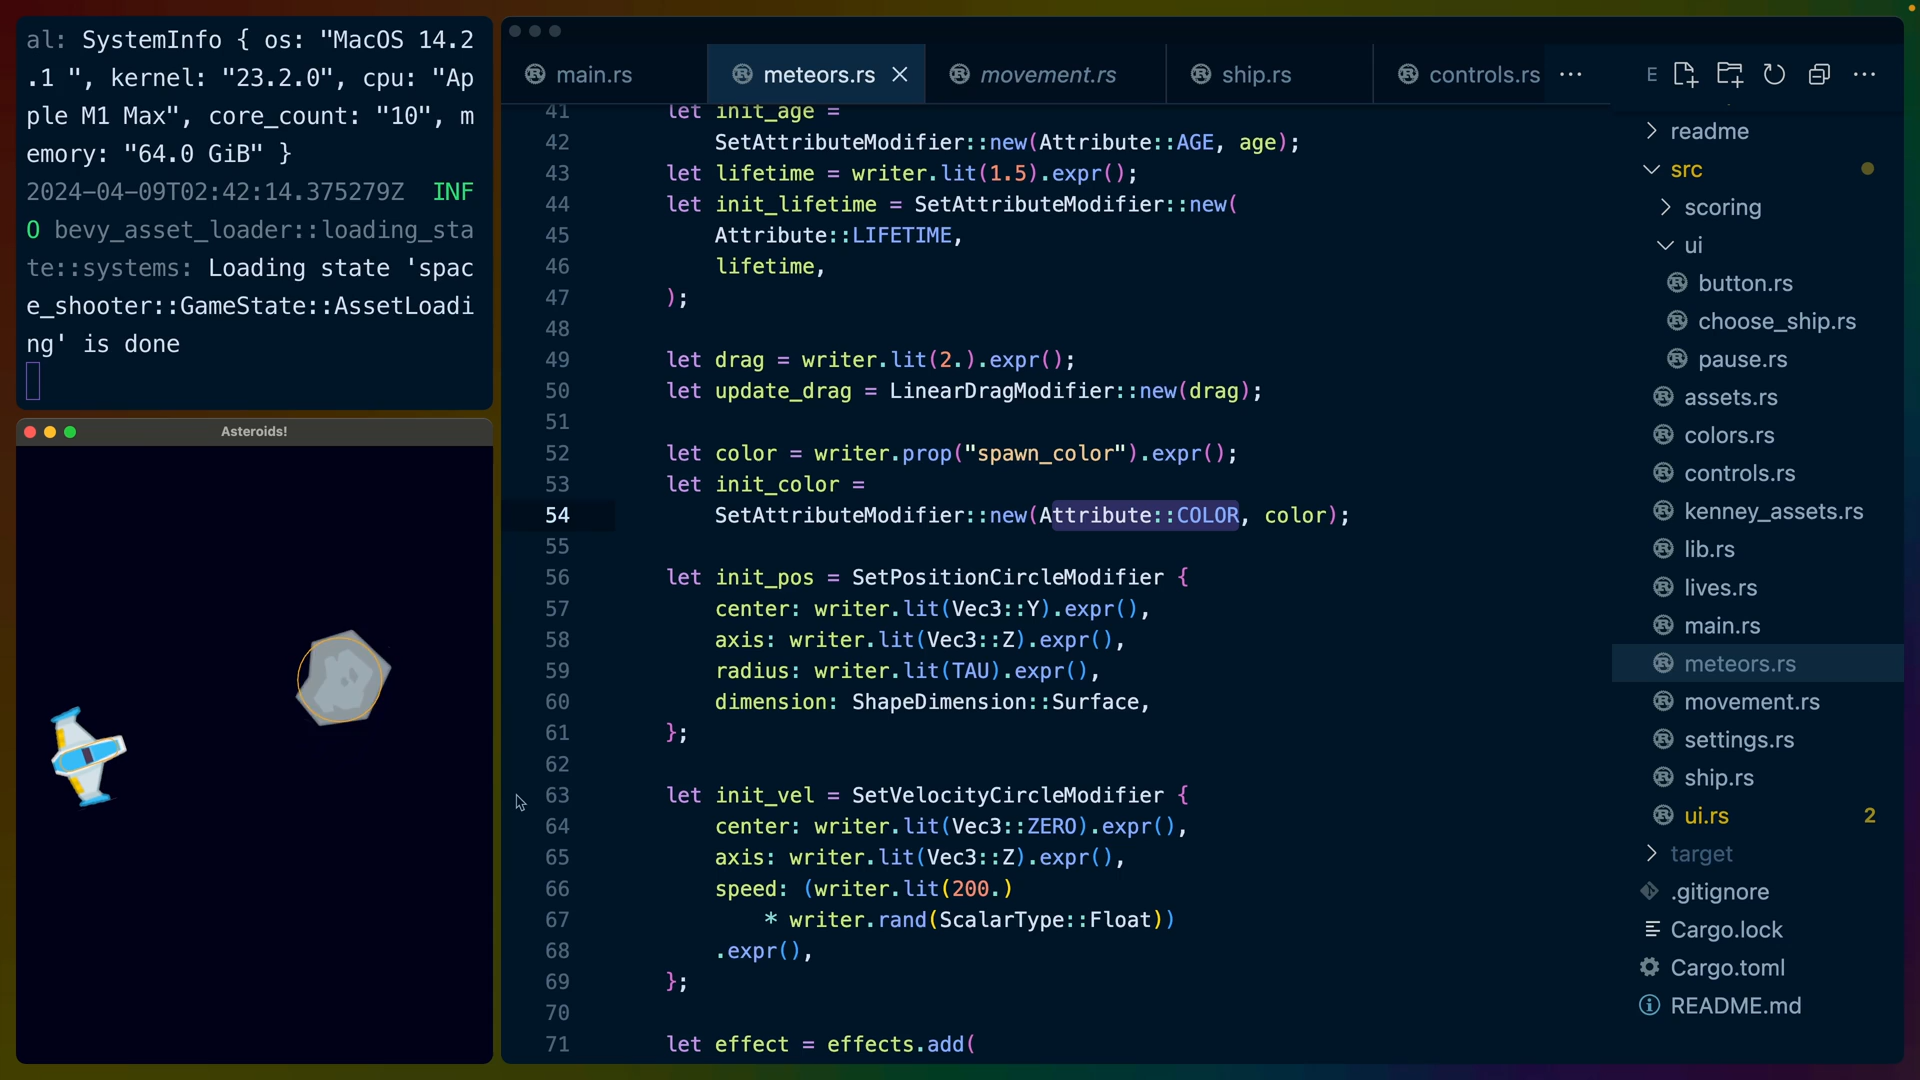 al: SystemInfo { os: "MacOS 14.2
.1 ", kernel: "23.2.0", cpu: "Ap
ple M1 Max", core_count: "10", m
emory: "64.0 GiB" }
2024-04-09T02:42:14.375279Z  INF
O bevy_asset_loader::loading_sta
te::systems: Loading state 'spac
e_shooter::GameState::AssetLoadi
ng' is done
Asteroids!
main.rs
meteors.rs
movement.rs
ship.rs
controls.rs
41 let init_age =
42 SetAttributeModifier::new(Attribute::AGE, age);
43 let lifetime = writer.lit(1.5).expr();
44 let init_lifetime = SetAttributeModifier::new(
45 Attribute::LIFETIME,
46 lifetime,
47 );
48
49 let drag = writer.lit(2.).expr();
50 let update_drag = LinearDragModifier::new(drag);
51
52 let color = writer.prop("spawn_color").expr();
53 let init_color =
54 SetAttributeModifier::new(Attribute::COLOR, color);
55
56 let init_pos = SetPositionCircleModifier {
57 center: writer.lit(Vec3::Y).expr(),
58 axis: writer.lit(Vec3::Z).expr(),
59 radius: writer.lit(TAU).expr(),
60 dimension: ShapeDimension::Surface,
61 };
62
63 let init_vel = SetVelocityCircleModifier {
64 center: writer.lit(Vec3::ZERO).expr(),
65 axis: writer.lit(Vec3::Z).expr(),
66 speed: (writer.lit(200.)
67 * writer.rand(ScalarType::Float))
68 .expr(),
69 };
70
71 let effect = effects.add(
E
readme
src
scoring
ui
button.rs
choose_ship.rs
pause.rs
assets.rs
colors.rs
controls.rs
kenney_assets.rs
lib.rs
lives.rs
main.rs
meteors.rs
movement.rs
settings.rs
ship.rs
ui.rs 2
target
.gitignore
Cargo.lock
Cargo.toml
README.md